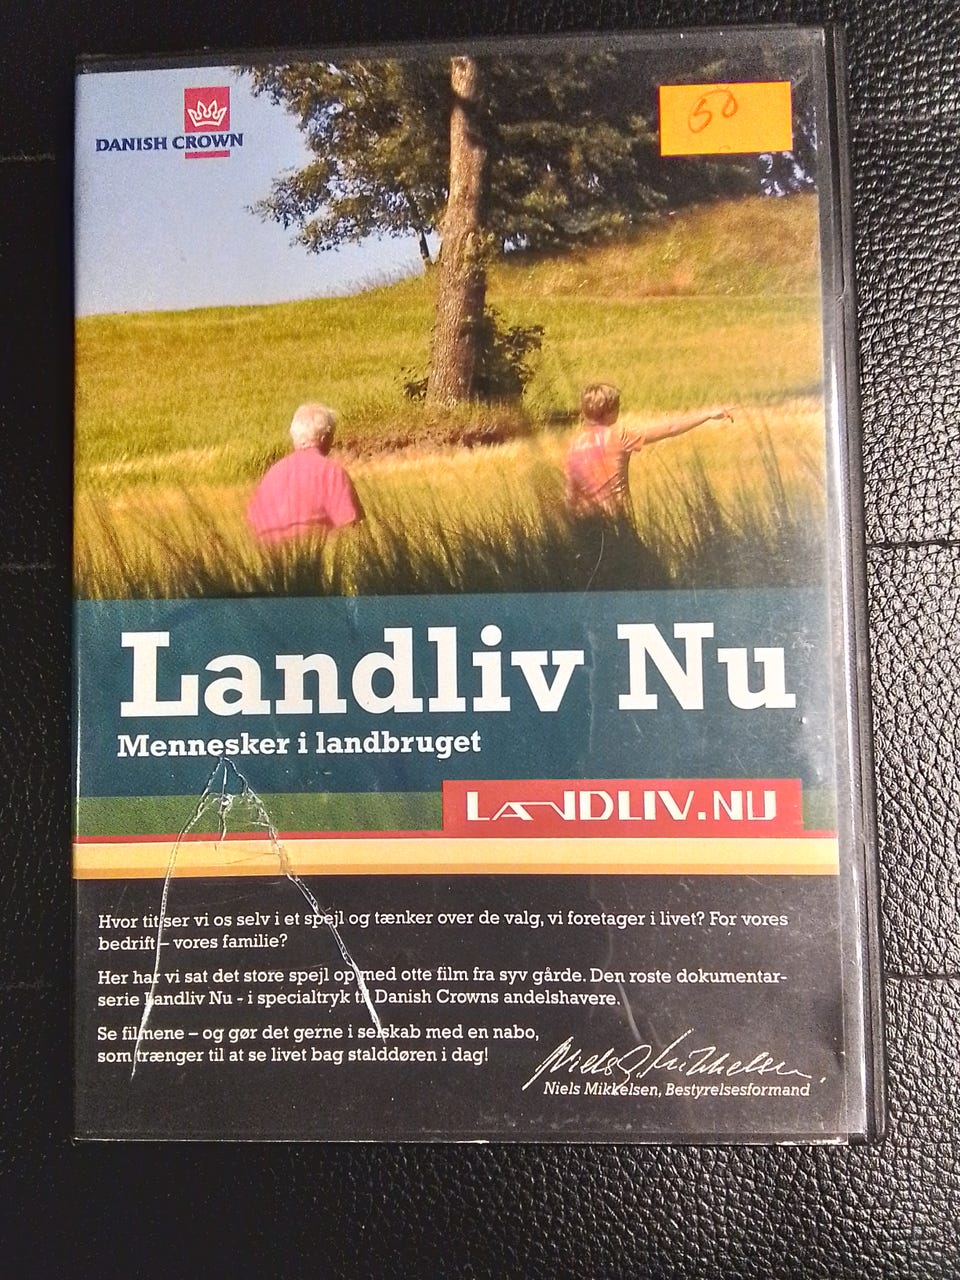 DANISH CROWN
50
Landliv Nu
Mennesker i landbruget
LANDLIV.NU
Hvor tit ser vi os selv i et spejl og tænker over de valg, vi foretager i livet? For vores
bedrift – vores familie?
Her har vi sat det store spejl op med otte film fra syv gårde. Den roste dokumentar-
serie Landliv Nu - i specialtryk til Danish Crowns andelshavere.
Se filmene – og gør det gerne i selskab med en nabo,
som trænger til at se livet bag stalddøren i dag!
Niels Mikkelsen
Niels Mikkelsen, Bestyrelsesformand